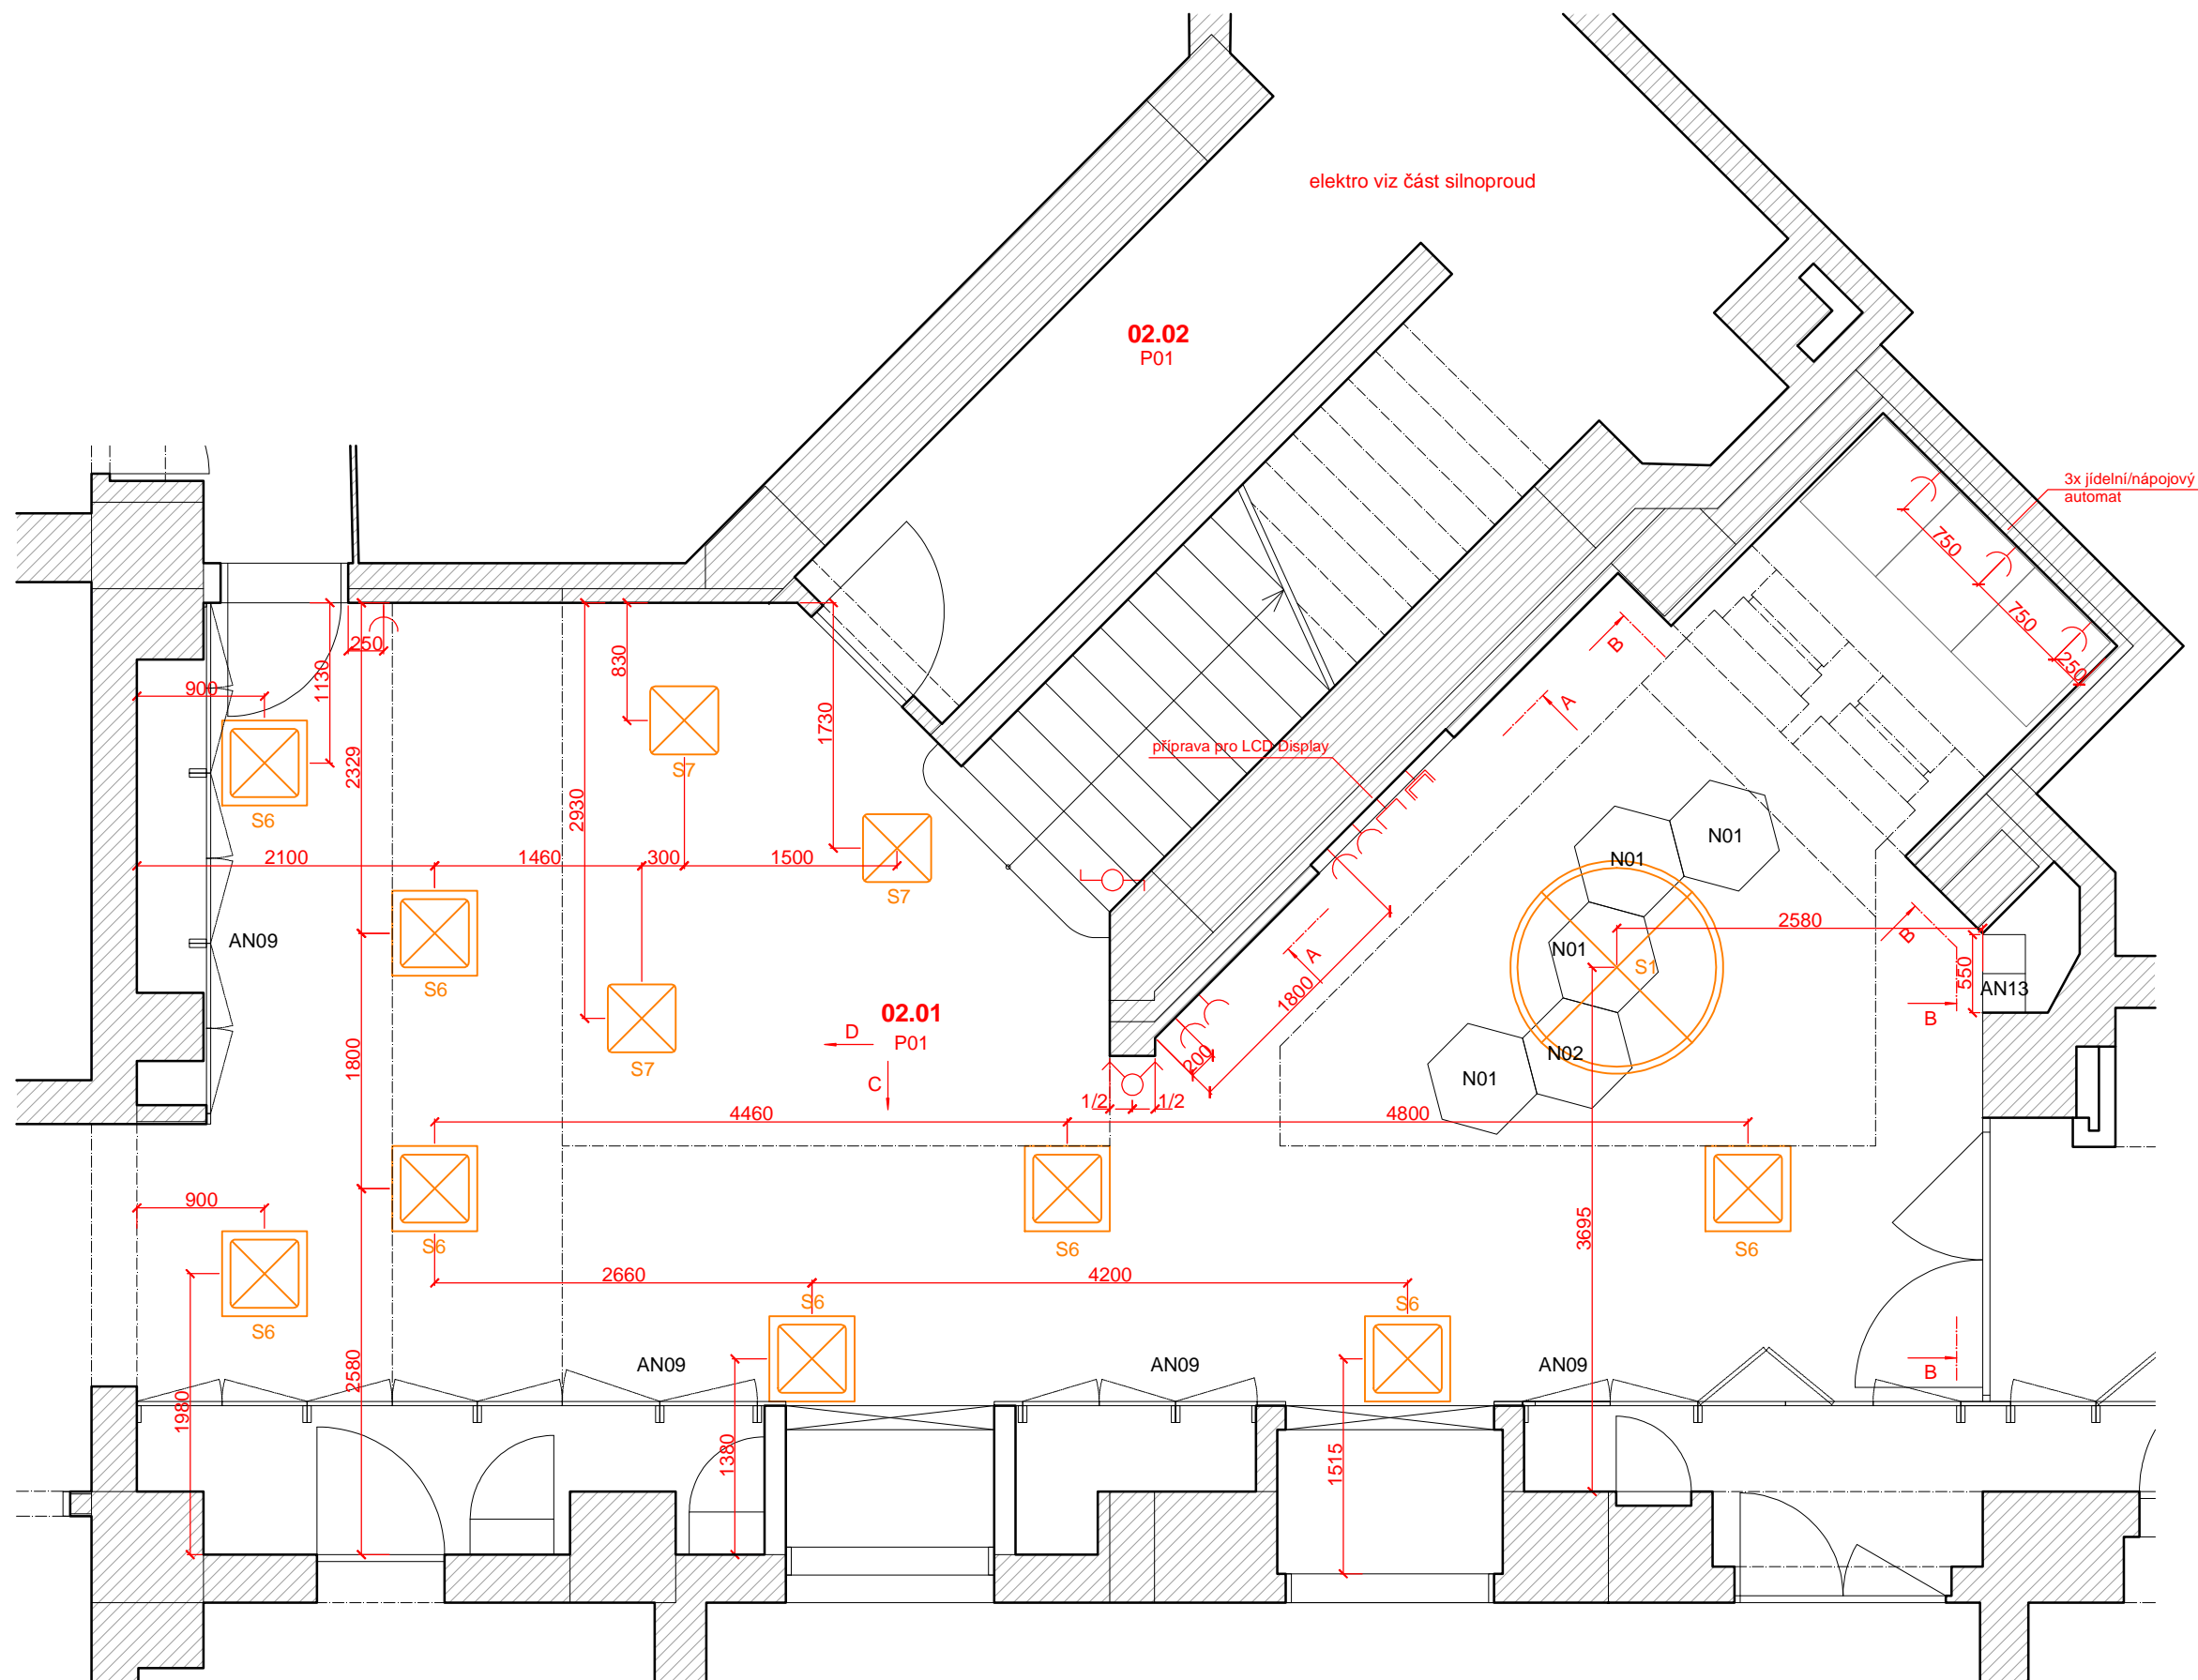 elektro viz část silnoproud
02.02
P01
3x jídelní/nápojový
automat
750
750
250
250
1130
900
2329
830
1730
2930
B
A
příprava pro LCD Display
S7
S6
2100
1460
300
1500
S7
AN09
S6
N01
N01
N01
S1
2580
B
550
AN13
B
A
1800
200
02.01
P01
D
C
S7
1800
N02
N01
1/2
1/2
4460
4800
900
3695
S6
S6
S6
S6
2660
4200
S6
S6
AN09
AN09
AN09
B
2580
1980
1380
1515